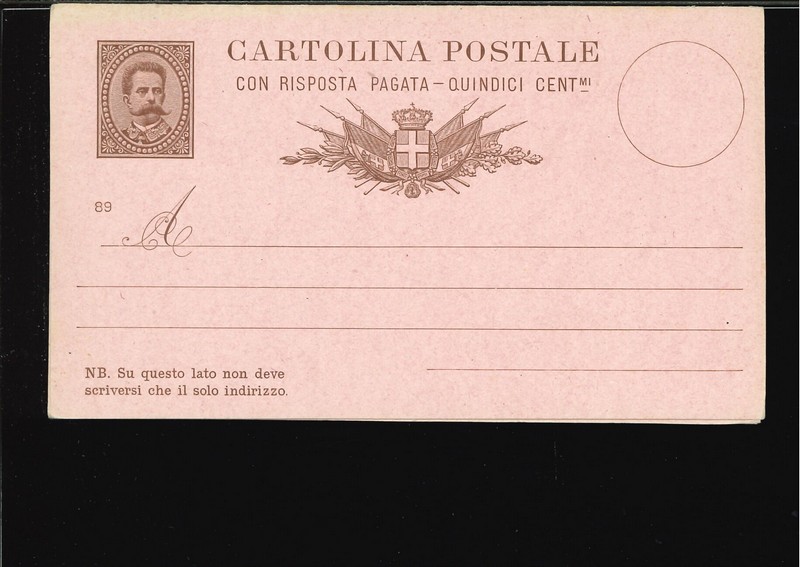 CARTOLINA POSTALE
CON RISPOSTA PAGATA – QUINDICI CENTMI
89
A
NB. Su questo lato non deve
scriversi che il solo indirizzo.